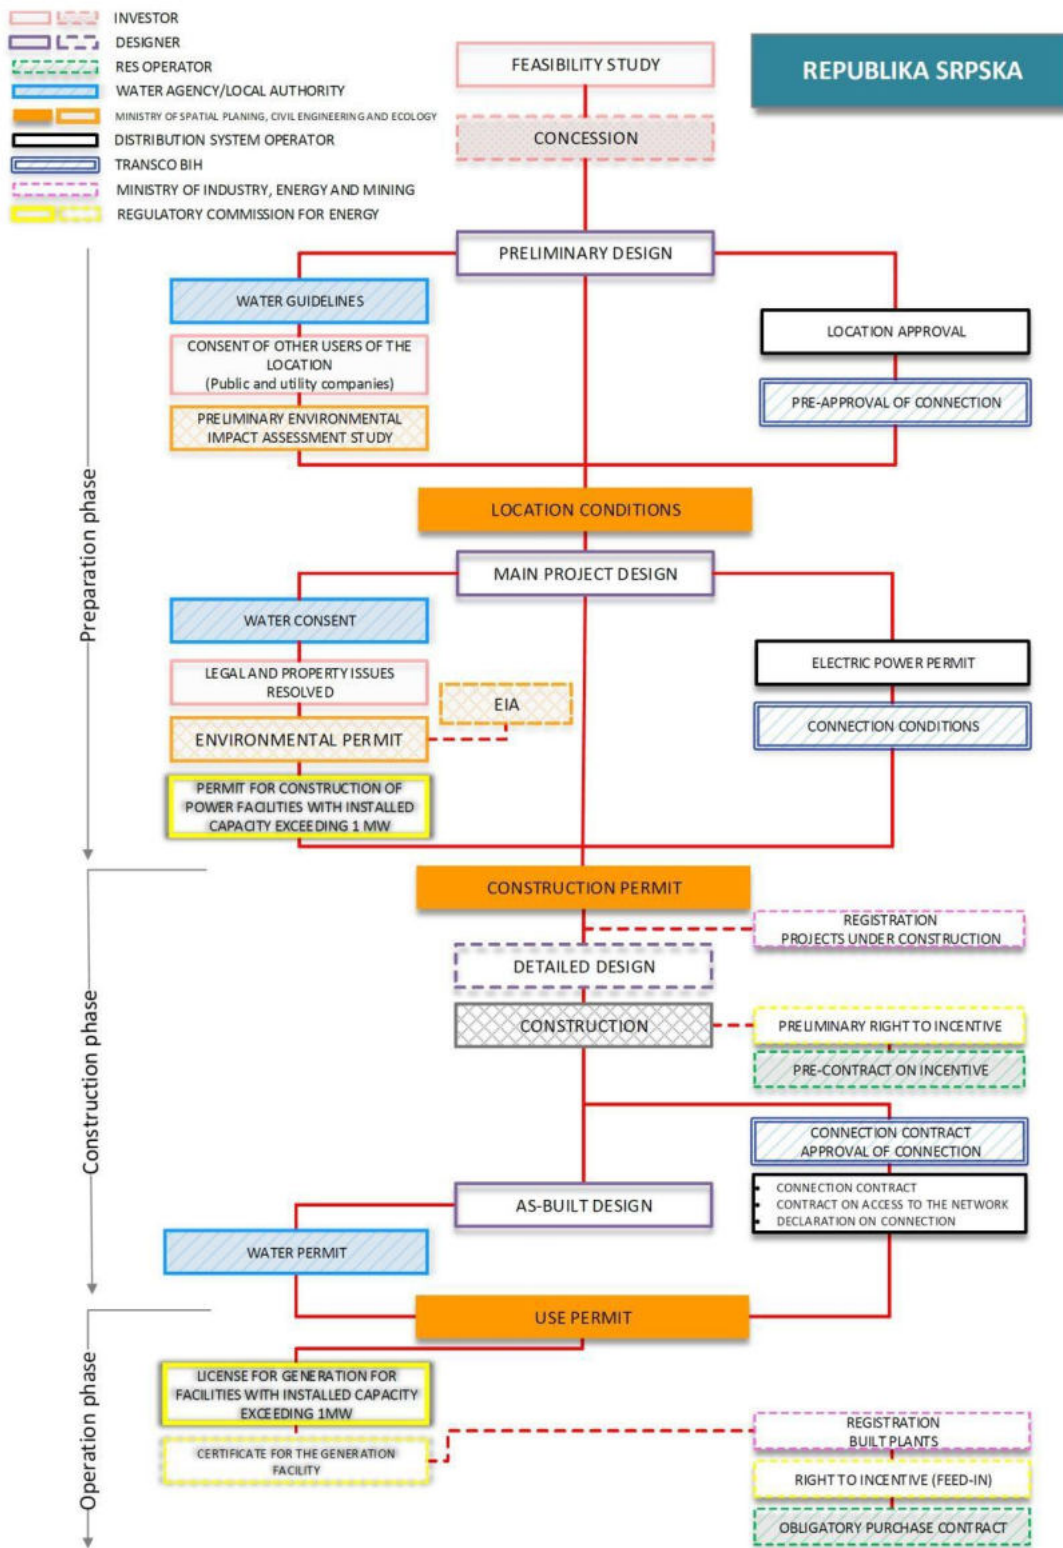 INVESTOR
DESIGNER
RES OPERATOR
WATER AGENCY/LOCAL AUTHORITY
MINISTRY OF SPATIAL PLANING, CIVIL ENGINEERING AND ECOLOGY
DISTRIBUTION SYSTEM OPERATOR
TRANSCO BIH
MINISTRY OF INDUSTRY, ENERGY AND MINING
REGULATORY COMMISSION FOR ENERGY
REPUBLIKA SRPSKA
FEASIBILITY STUDY
CONCESSION
Preparation phase
PRELIMINARY DESIGN
WATER GUIDELINES
CONSENT OF OTHER USERS OF THE
LOCATION
(Public and utility companies)
PRELIMINARY ENVIRONMENTAL
IMPACT ASSESSMENT STUDY
LOCATION APPROVAL
PRE-APPROVAL OF CONNECTION
LOCATION CONDITIONS
MAIN PROJECT DESIGN
WATER CONSENT
LEGAL AND PROPERTY ISSUES
RESOLVED
EIA
ENVIRONMENTAL PERMIT
PERMIT FOR CONSTRUCTION OF
POWER FACILITIES WITH INSTALLED
CAPACITY EXCEEDING 1 MW
ELECTRIC POWER PERMIT
CONNECTION CONDITIONS
Construction phase
CONSTRUCTION PERMIT
REGISTRATION
PROJECTS UNDER CONSTRUCTION
DETAILED DESIGN
CONSTRUCTION
PRELIMINARY RIGHT TO INCENTIVE
PRE-CONTRACT ON INCENTIVE
CONNECTION CONTRACT
APPROVAL OF CONNECTION
• CONNECTION CONTRACT
• CONTRACT ON ACCESS TO THE NETWORK
• DECLARATION ON CONNECTION
AS-BUILT DESIGN
WATER PERMIT
USE PERMIT
Operation phase
LICENSE FOR GENERATION FOR
FACILITIES WITH INSTALLED CAPACITY
EXCEEDING 1MW
CERTIFICATE FOR THE GENERATION
FACILITY
REGISTRATION
BUILT PLANTS
RIGHT TO INCENTIVE (FEED-IN)
OBLIGATORY PURCHASE CONTRACT